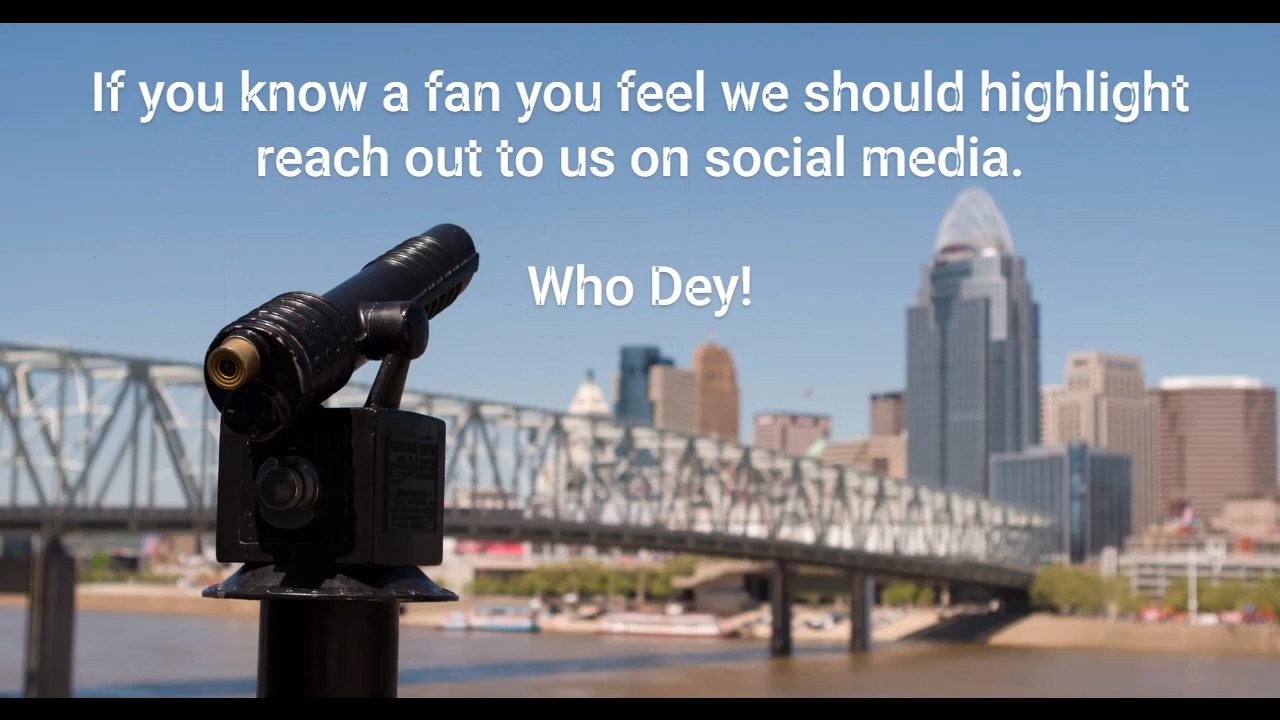 If you know a fan you feel we should highlight
reach out to us on social media.
Who Dey!